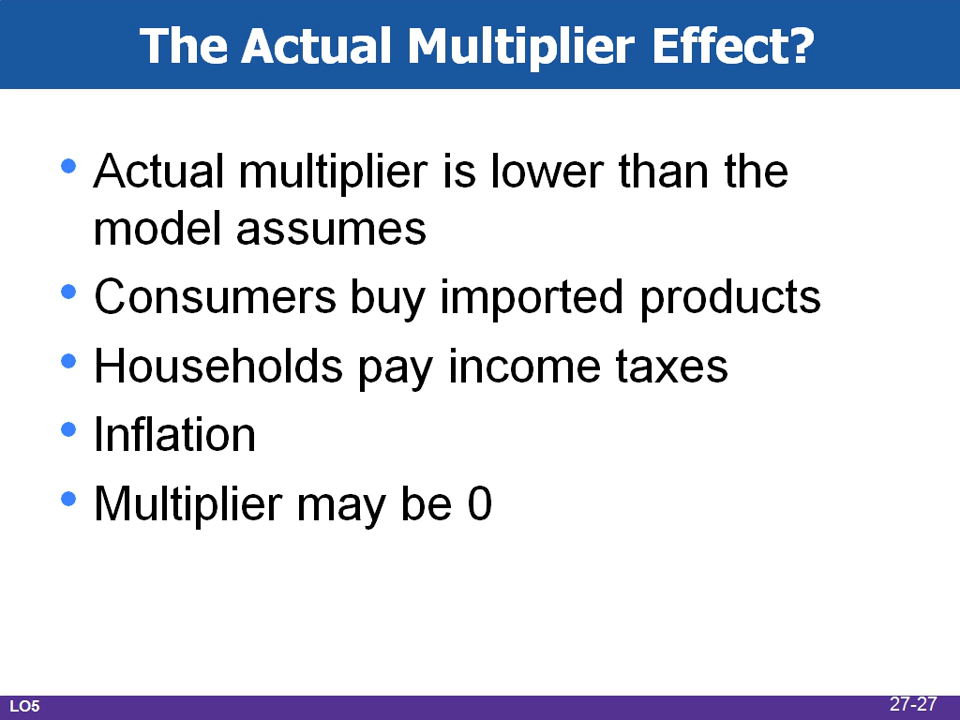 The Actual Multiplier Effect?
• Actual multiplier is lower than the
model assumes
• Consumers buy imported products
• Households pay income taxes
• Inflation
• Multiplier may be 0
LO5
27-27